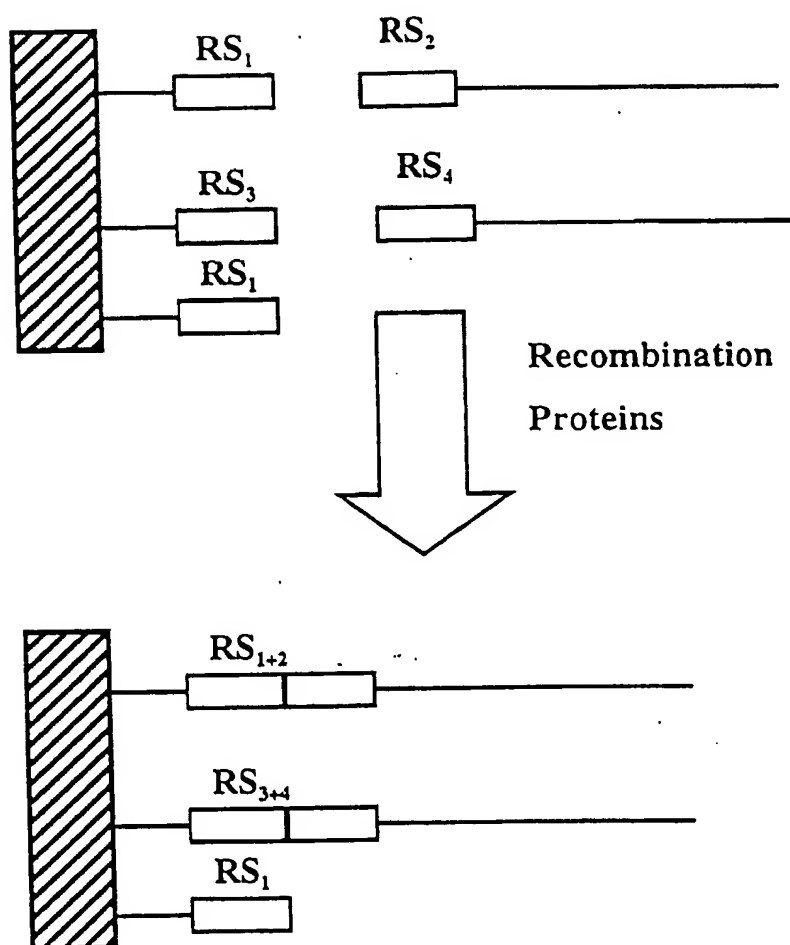 RS₁
RS₂
RS₃
RS₄
RS₁
Recombination
Proteins
RS₁₊₂
RS₃₊₄
RS₁